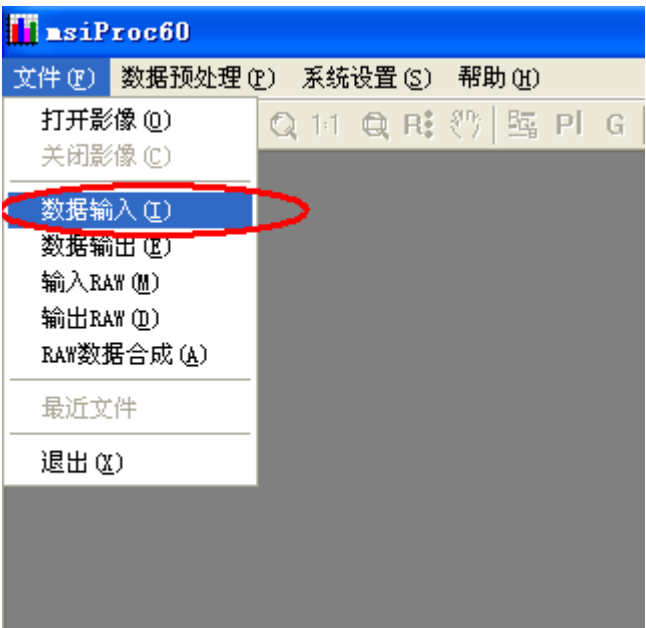 msiProc60
文件(F) 数据预处理(P) 系统设置(S) 帮助(H)
1:1 R Pl G
打开影像(O)
关闭影像(C)
数据输入(I)
数据输出(E)
输入RAW(M)
输出RAW(D)
RAW数据合成(A)
最近文件
退出(X)